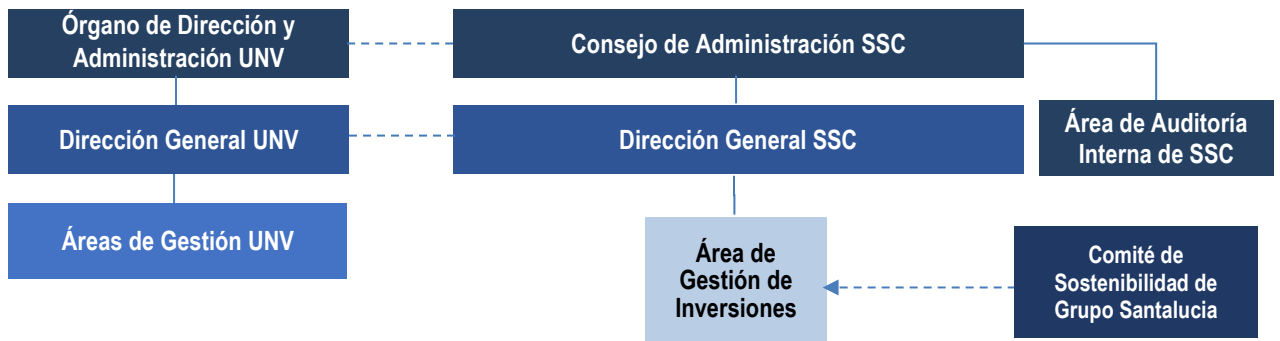 Órgano de Dirección y
Administración UNV
Consejo de Administración SSC
Dirección General UNV
Dirección General SSC
Área de Auditoría
Interna de SSC
Áreas de Gestión UNV
Área de
Gestión de
Inversiones
Comité de
Sostenibilidad de
Grupo Santalucia